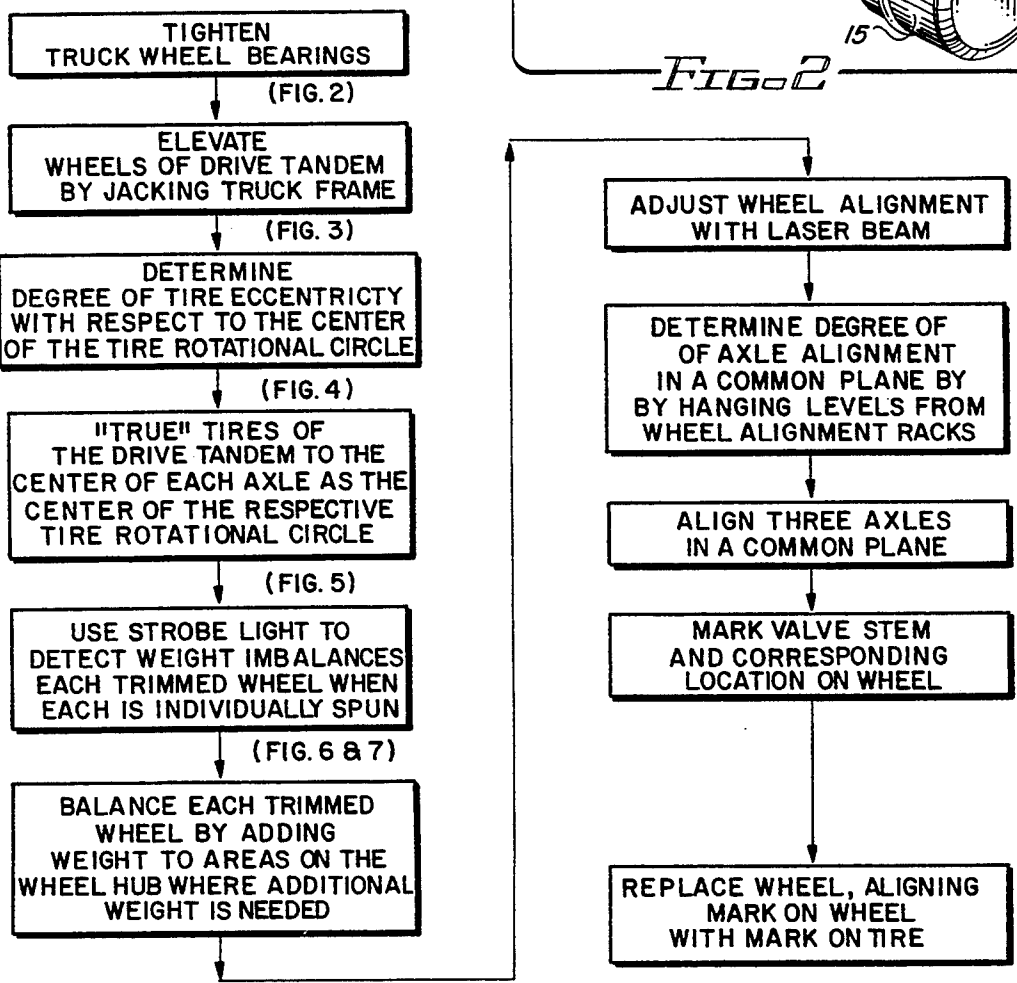 TIGHTEN
TRUCK WHEEL BEARINGS
(FIG. 2)
ELEVATE
WHEELS OF DRIVE TANDEM
BY JACKING TRUCK FRAME
(FIG. 3)
DETERMINE
DEGREE OF TIRE ECCENTRICTY
WITH RESPECT TO THE CENTER
OF THE TIRE ROTATIONAL CIRCLE
(FIG. 4)
"TRUE" TIRES OF
THE DRIVE TANDEM TO THE
CENTER OF EACH AXLE AS THE
CENTER OF THE RESPECTIVE
TIRE ROTATIONAL CIRCLE
(FIG. 5)
USE STROBE LIGHT TO
DETECT WEIGHT IMBALANCES
EACH TRIMMED WHEEL WHEN
EACH IS INDIVIDUALLY SPUN
(FIG. 6 & 7)
BALANCE EACH TRIMMED
WHEEL BY ADDING
WEIGHT TO AREAS ON THE
WHEEL HUB WHERE ADDITIONAL
WEIGHT IS NEEDED
15
FIG. 2
ADJUST WHEEL ALIGNMENT
WITH LASER BEAM
DETERMINE DEGREE OF
OF AXLE ALIGNMENT
IN A COMMON PLANE BY
BY HANGING LEVELS FROM
WHEEL ALIGNMENT RACKS
ALIGN THREE AXLES
IN A COMMON PLANE
MARK VALVE STEM
AND CORRESPONDING
LOCATION ON WHEEL
REPLACE WHEEL, ALIGNING
MARK ON WHEEL
WITH MARK ON TIRE